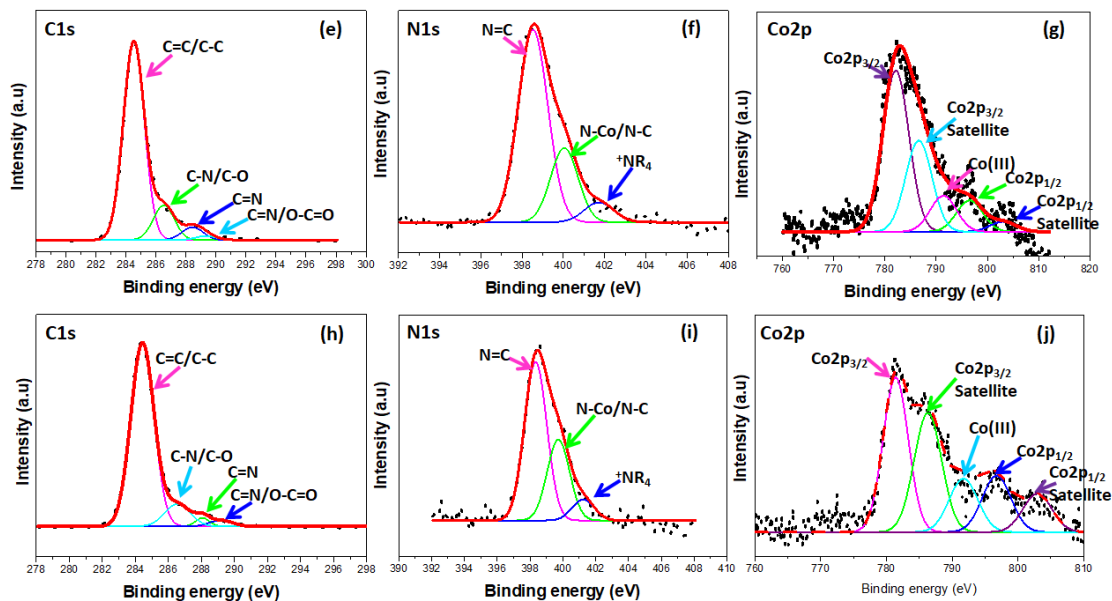 C1s
(e)
C=C/C-C
C-N/C-O
C=N
C=N/O-C=O
Intensity (a.u)
278 280 282 284 286 288 290 292 294 296 298 300
Binding energy (eV)
N1s
(f)
N=C
N-Co/N-C
+NR4
Intensity (a.u)
392 394 396 398 400 402 404 406 408
Binding energy (eV)
Co2p
(g)
Co2p3/2
Co2p3/2
Satellite
Co(III)
Co2p1/2
Co2p1/2
Satellite
Intensity (a.u)
760 770 780 790 800 810 820
Binding energy (eV)
C1s
(h)
C=C/C-C
C-N/C-O
C=N
C=N/O-C=O
Intensity (a.u)
278 280 282 284 286 288 290 292 294 296 298
Binding energy (eV)
N1s
(i)
N=C
N-Co/N-C
+NR4
Intensity (a.u)
390 392 394 396 398 400 402 404 406 408 410
Binding energy (eV)
Co2p
(j)
Co2p3/2
Co2p3/2
Satellite
Co(III)
Co2p1/2
Co2p1/2
Satellite
Intensity (a.u)
760 770 780 790 800 810
Binding energy (eV)